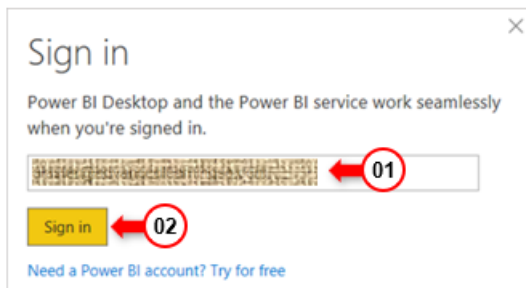 Sign in
Power BI Desktop and the Power BI service work seamlessly
when you're signed in.
01
Sign in
02
Need a Power BI account? Try for free